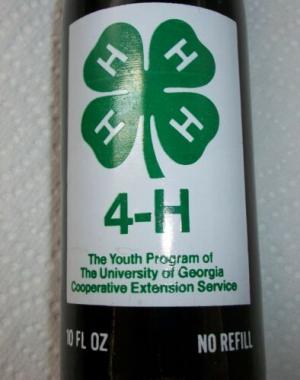 H H
H H
4-H
The Youth Program of
The University of Georgia
Cooperative Extension Service
10 FL OZ NO REFILL